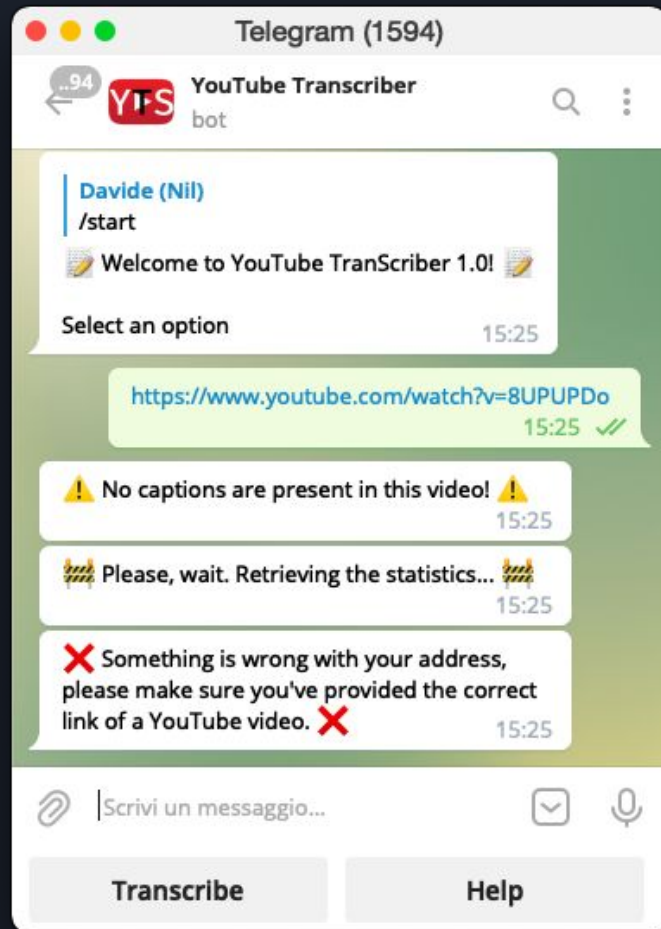 Telegram (1594)
..94
YTS
YouTube Transcriber
bot
Davide (Nil)
/start
📝 Welcome to YouTube TranScriber 1.0! 📝
Select an option
15:25
https://www.youtube.com/watch?v=8UPUPDo
15:25
⚠️ No captions are present in this video! ⚠️
15:25
🚧 Please, wait. Retrieving the statistics... 🚧
15:25
❌ Something is wrong with your address,
please make sure you've provided the correct
link of a YouTube video. ❌
15:25
Scrivi un messaggio...
Transcribe
Help